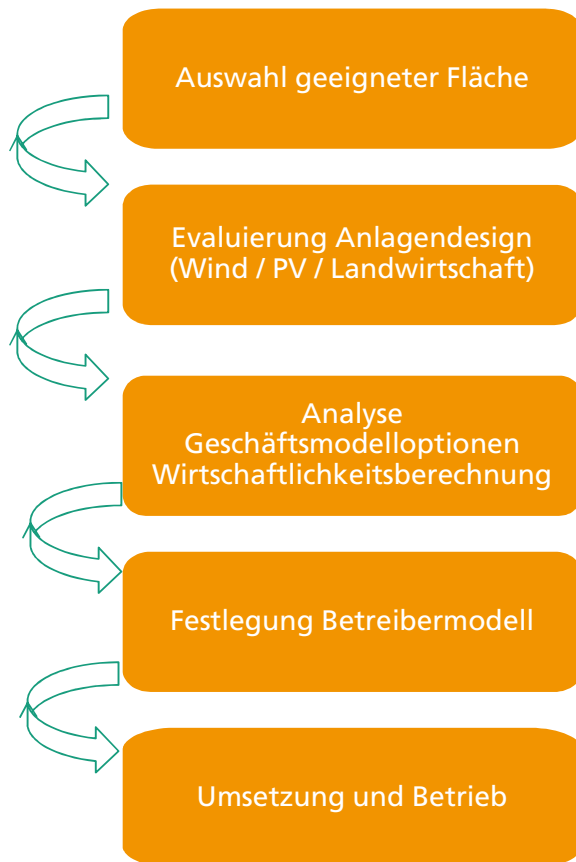 Auswahl geeigneter Fläche
Evaluierung Anlagendesign
(Wind / PV / Landwirtschaft)
Analyse
Geschäftsmodelloptionen
Wirtschaftlichkeitsberechnung
Festlegung Betreibermodell
Umsetzung und Betrieb